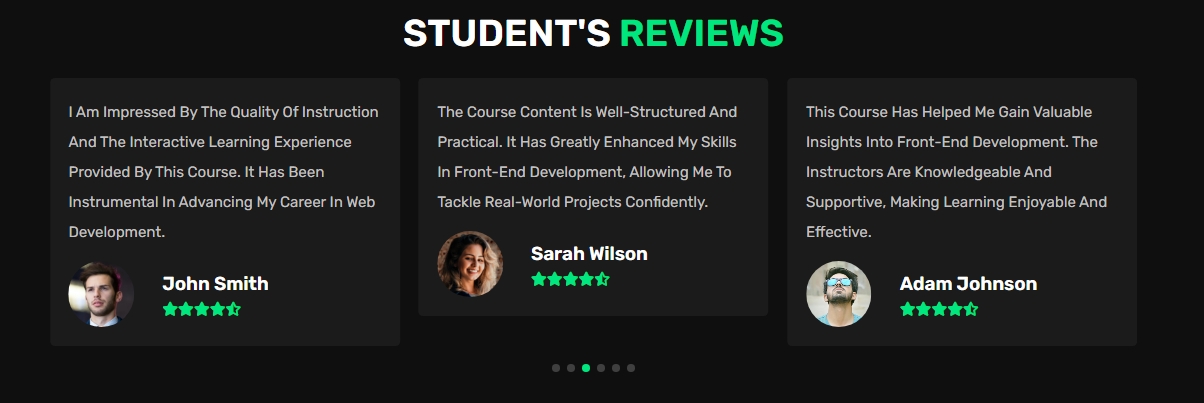 STUDENT'S REVIEWS
I Am Impressed By The Quality Of Instruction
And The Interactive Learning Experience
Provided By This Course. It Has Been
Instrumental In Advancing My Career In Web
Development.
John Smith
The Course Content Is Well-Structured And
Practical. It Has Greatly Enhanced My Skills
In Front-End Development, Allowing Me To
Tackle Real-World Projects Confidently.
Sarah Wilson
This Course Has Helped Me Gain Valuable
Insights Into Front-End Development. The
Instructors Are Knowledgeable And
Supportive, Making Learning Enjoyable And
Effective.
Adam Johnson